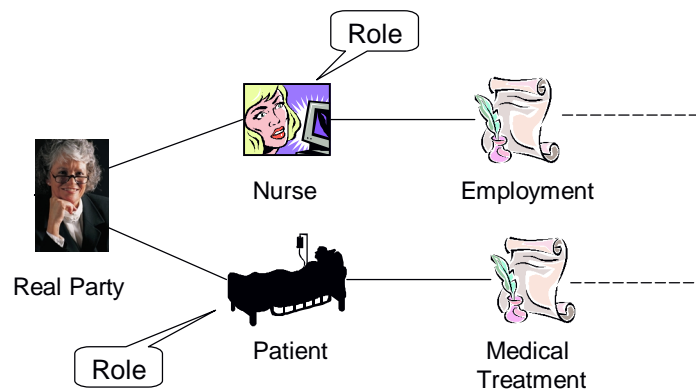 Role
Nurse
Employment
Real Party
Role
Patient
Medical
Treatment